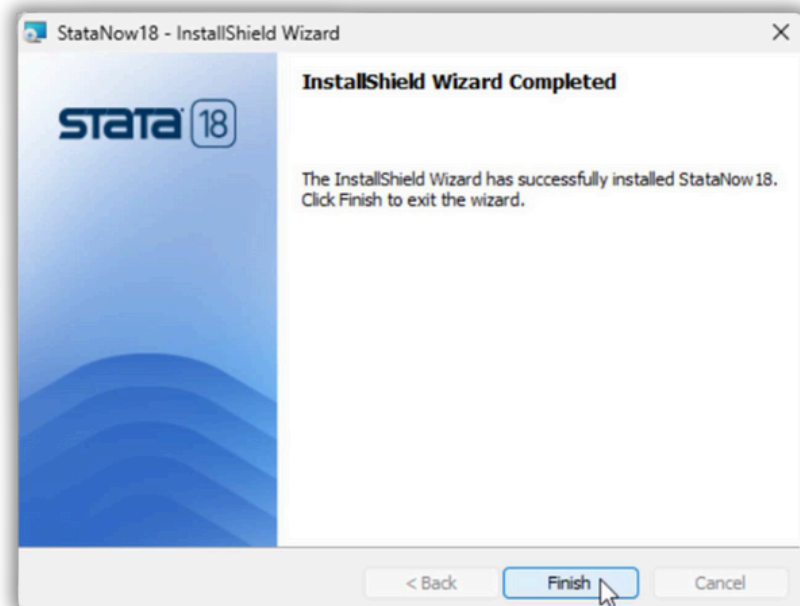 StataNow18 - InstallShield Wizard
stata 18
InstallShield Wizard Completed
The InstallShield Wizard has successfully installed StataNow18.
Click Finish to exit the wizard.
< Back
Finish
Cancel